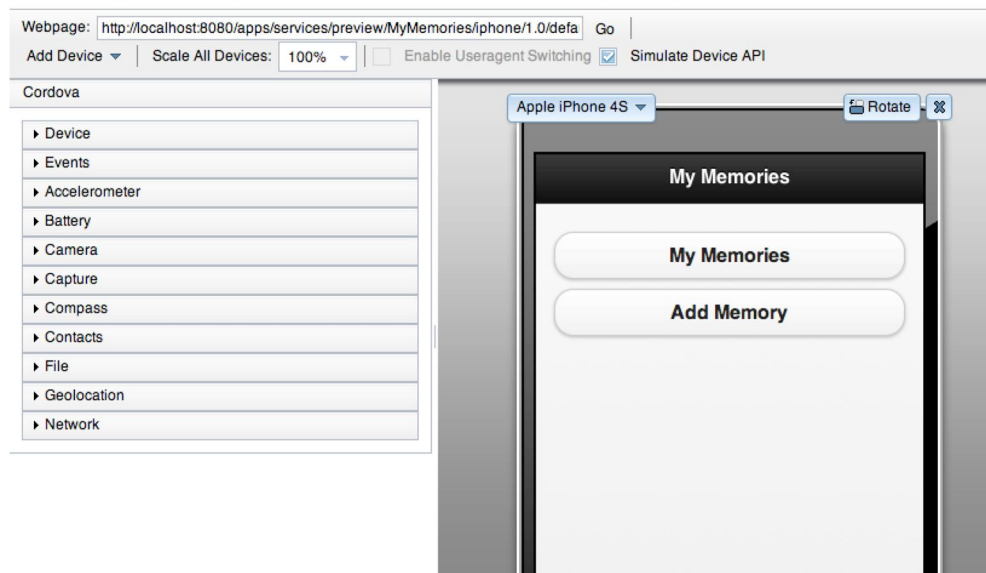 Webpage: http://localhost:8080/apps/services/preview/MyMemories/iphone/1.0/defa Go
Add Device Scale All Devices: 100% Enable Useragent Switching Simulate Device API
Cordova
Device
Events
Accelerometer
Battery
Camera
Capture
Compass
Contacts
File
Geolocation
Network
Apple iPhone 4S Rotate
My Memories
My Memories
Add Memory